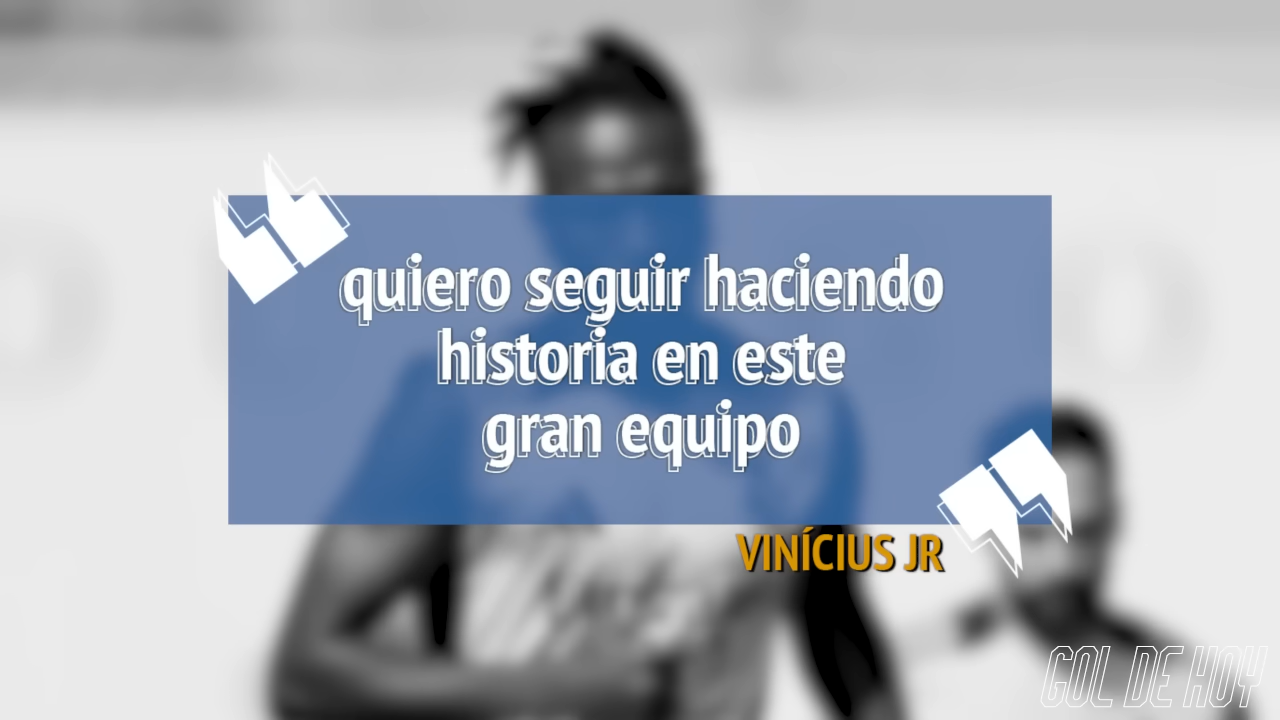 quiero seguir haciendo
historia en este
gran equipo
VINÍCIUS JR
GOL DE HOY